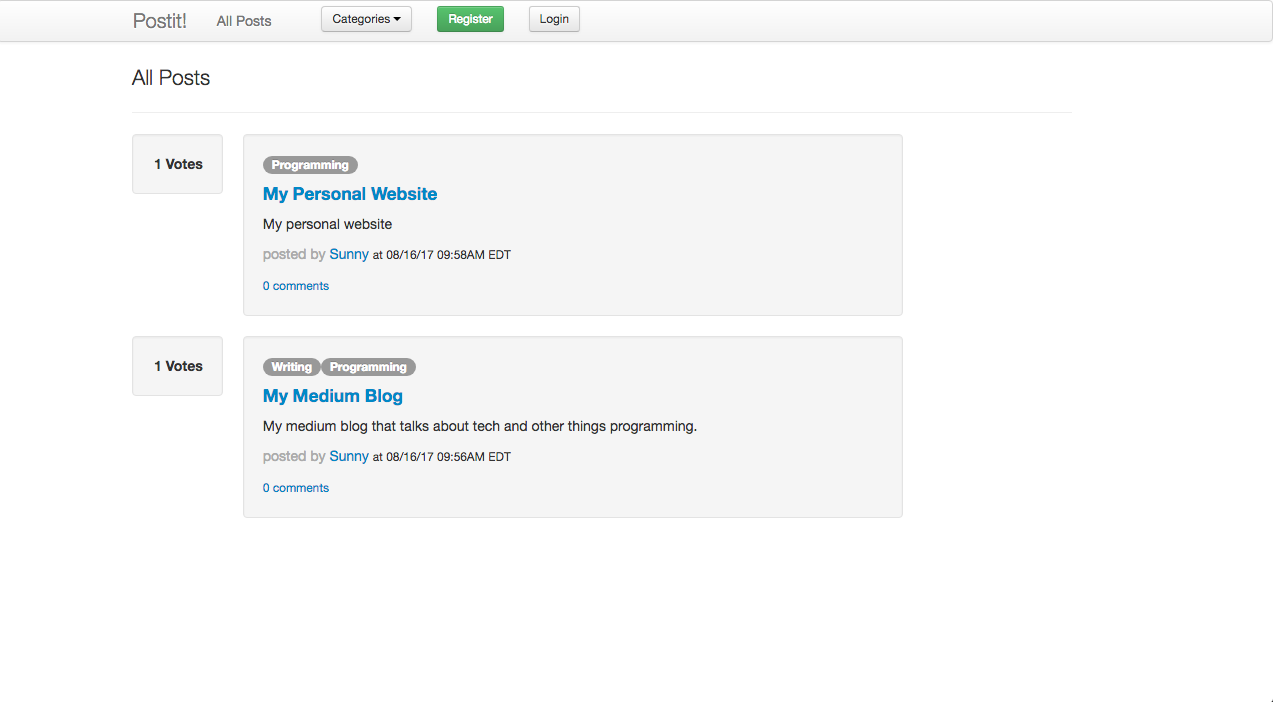 Postit! All Posts Categories Register Login
All Posts
1 Votes
Programming
My Personal Website
My personal website
posted by Sunny at 08/16/17 09:58AM EDT
0 comments
1 Votes
Writing Programming
My Medium Blog
My medium blog that talks about tech and other things programming.
posted by Sunny at 08/16/17 09:56AM EDT
0 comments